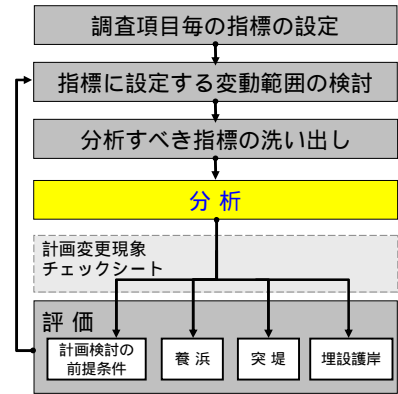 調査項目毎の指標の設定
指標に設定する変動範囲の検討
分析すべき指標の洗い出し
分 析
計画変更現象
チェックシート
評 価
計画検討の
前提条件
養 浜
突 堤
埋設護岸